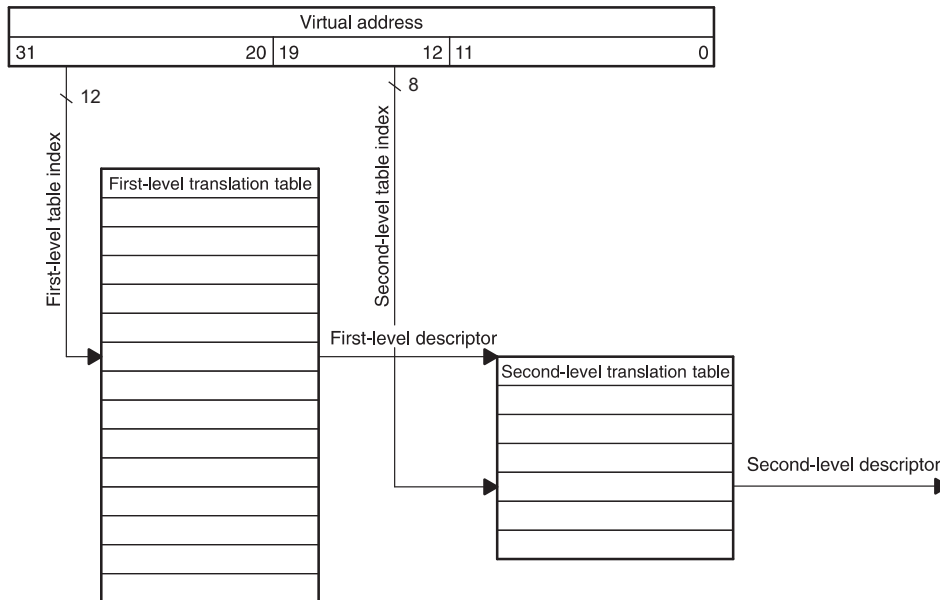 Virtual address
31 20 19 12 11 0
12
8
First-level table index
Second-level table index
First-level translation table
First-level descriptor
Second-level translation table
Second-level descriptor